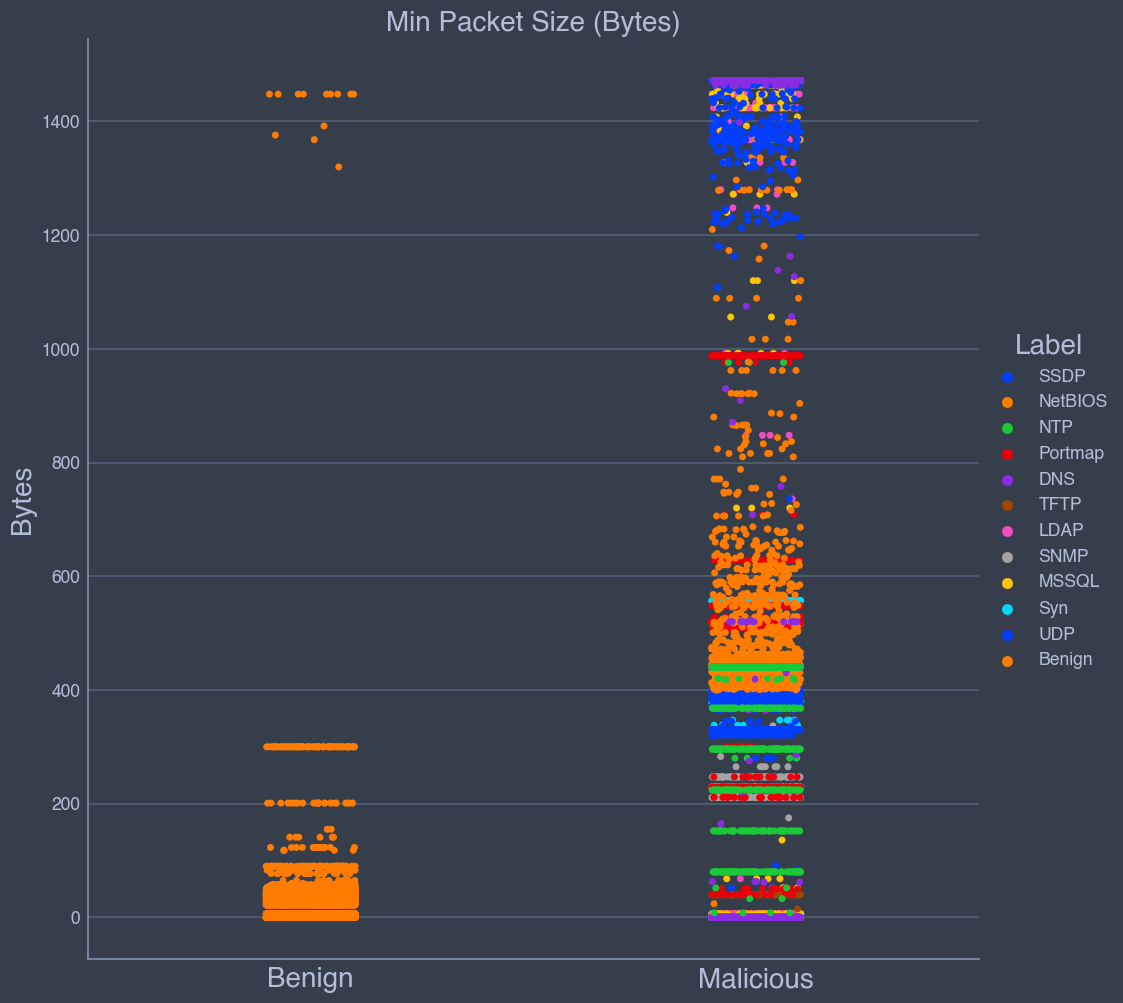 Min Packet Size (Bytes)
1400
1200
1000
800
600
400
200
0
Bytes
Benign
Malicious
Label
SSDP
NetBIOS
NTP
Portmap
DNS
TFTP
LDAP
SNMP
MSSQL
Syn
UDP
Benign